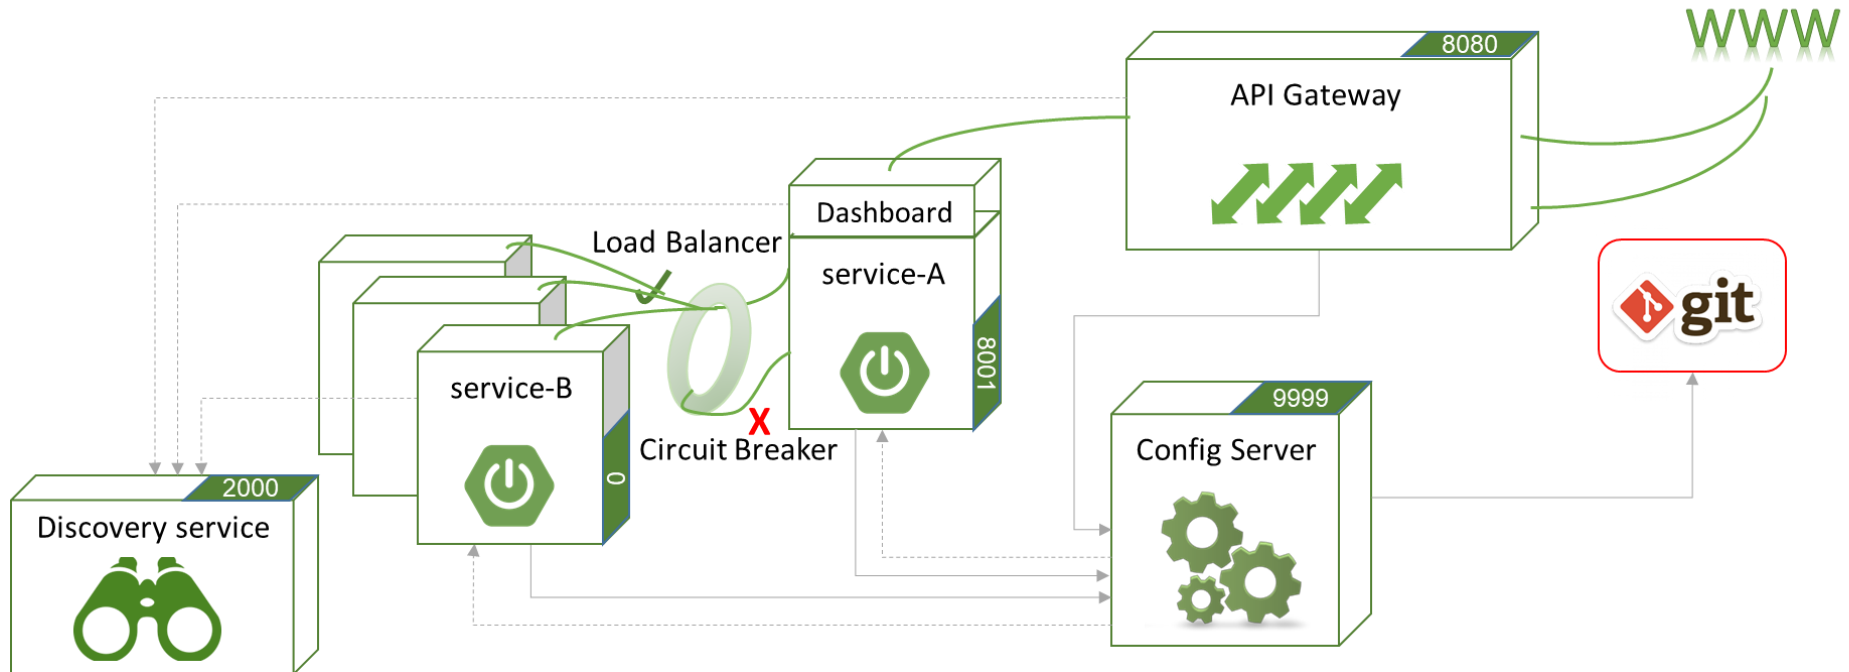 WWW
8080
API Gateway
Dashboard
Load Balancer
service-A
8001
git
service-B
0
X
Circuit Breaker
9999
Config Server
2000
Discovery service